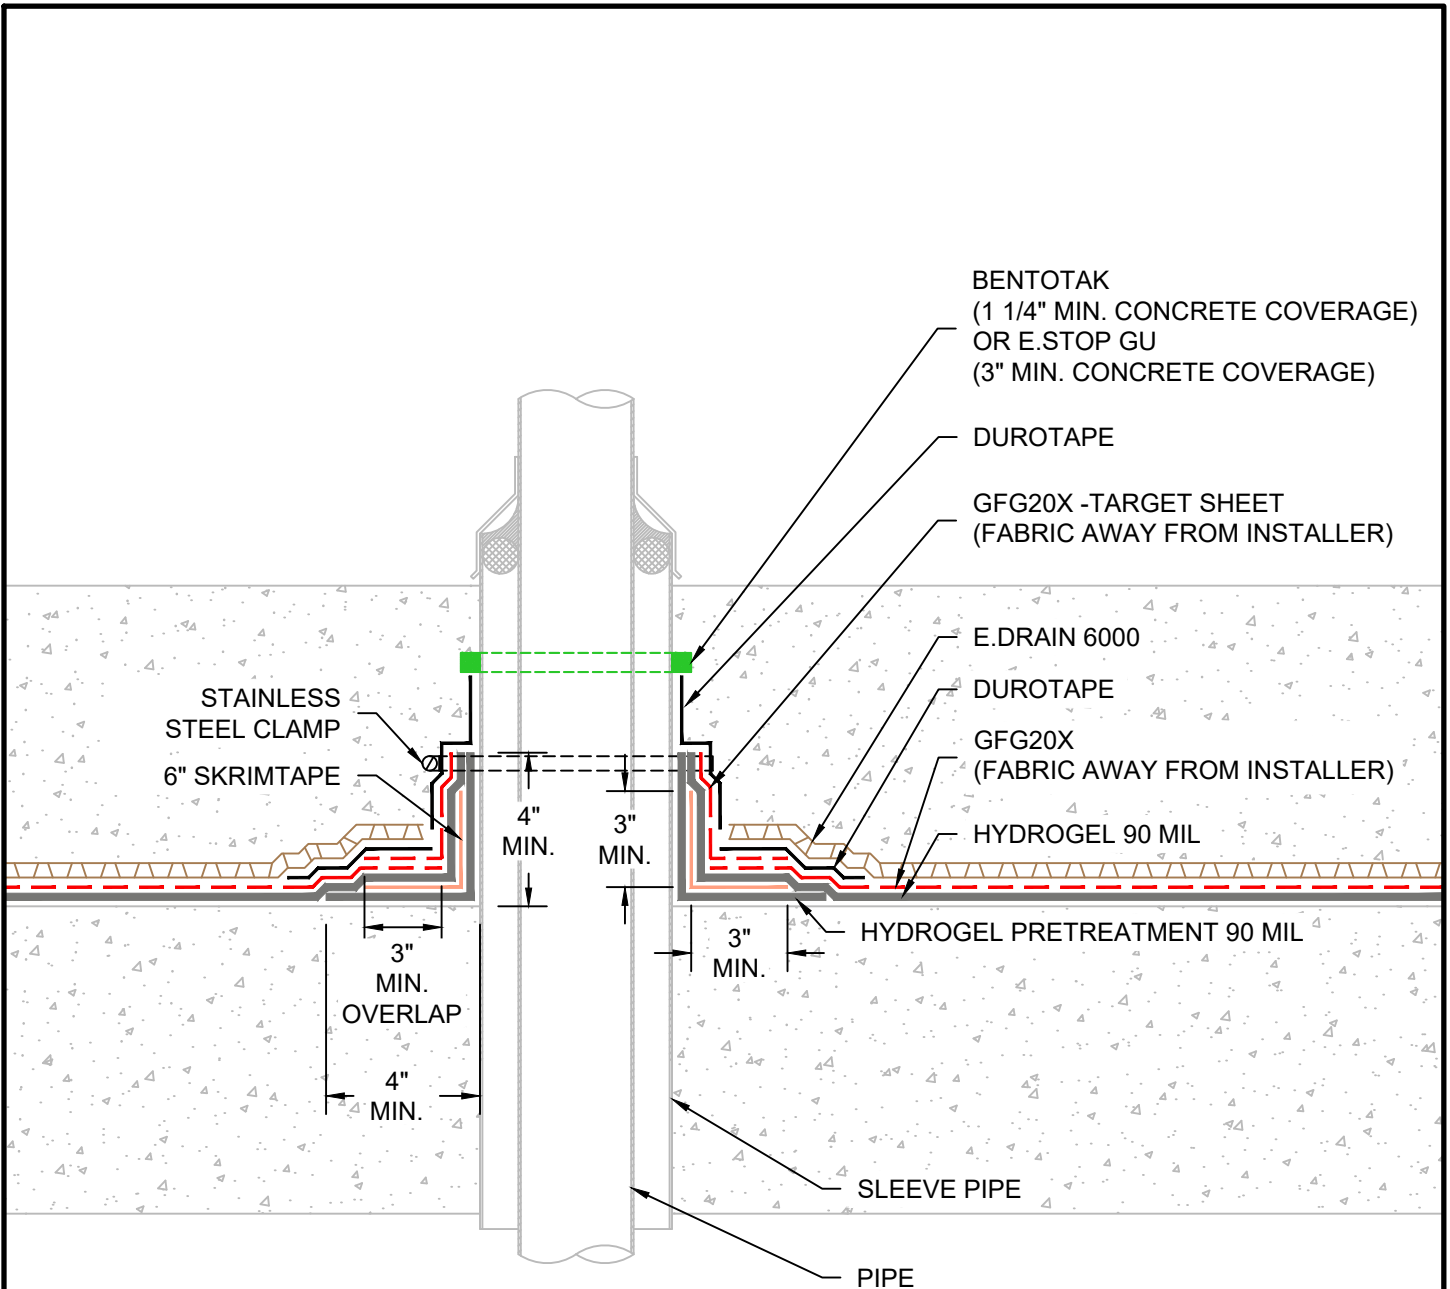 BENTOTAK
(1 1/4" MIN. CONCRETE COVERAGE)
OR E.STOP GU
(3" MIN. CONCRETE COVERAGE)
DUROTAPE
GFG20X -TARGET SHEET
(FABRIC AWAY FROM INSTALLER)
E.DRAIN 6000
DUROTAPE
GFG20X
(FABRIC AWAY FROM INSTALLER)
HYDROGEL 90 MIL
HYDROGEL PRETREATMENT 90 MIL
STAINLESS
STEEL CLAMP
6" SKRIMTAPE
4"
MIN.
3"
MIN.
3"
MIN.
OVERLAP
3"
MIN.
4"
MIN.
SLEEVE PIPE
PIPE